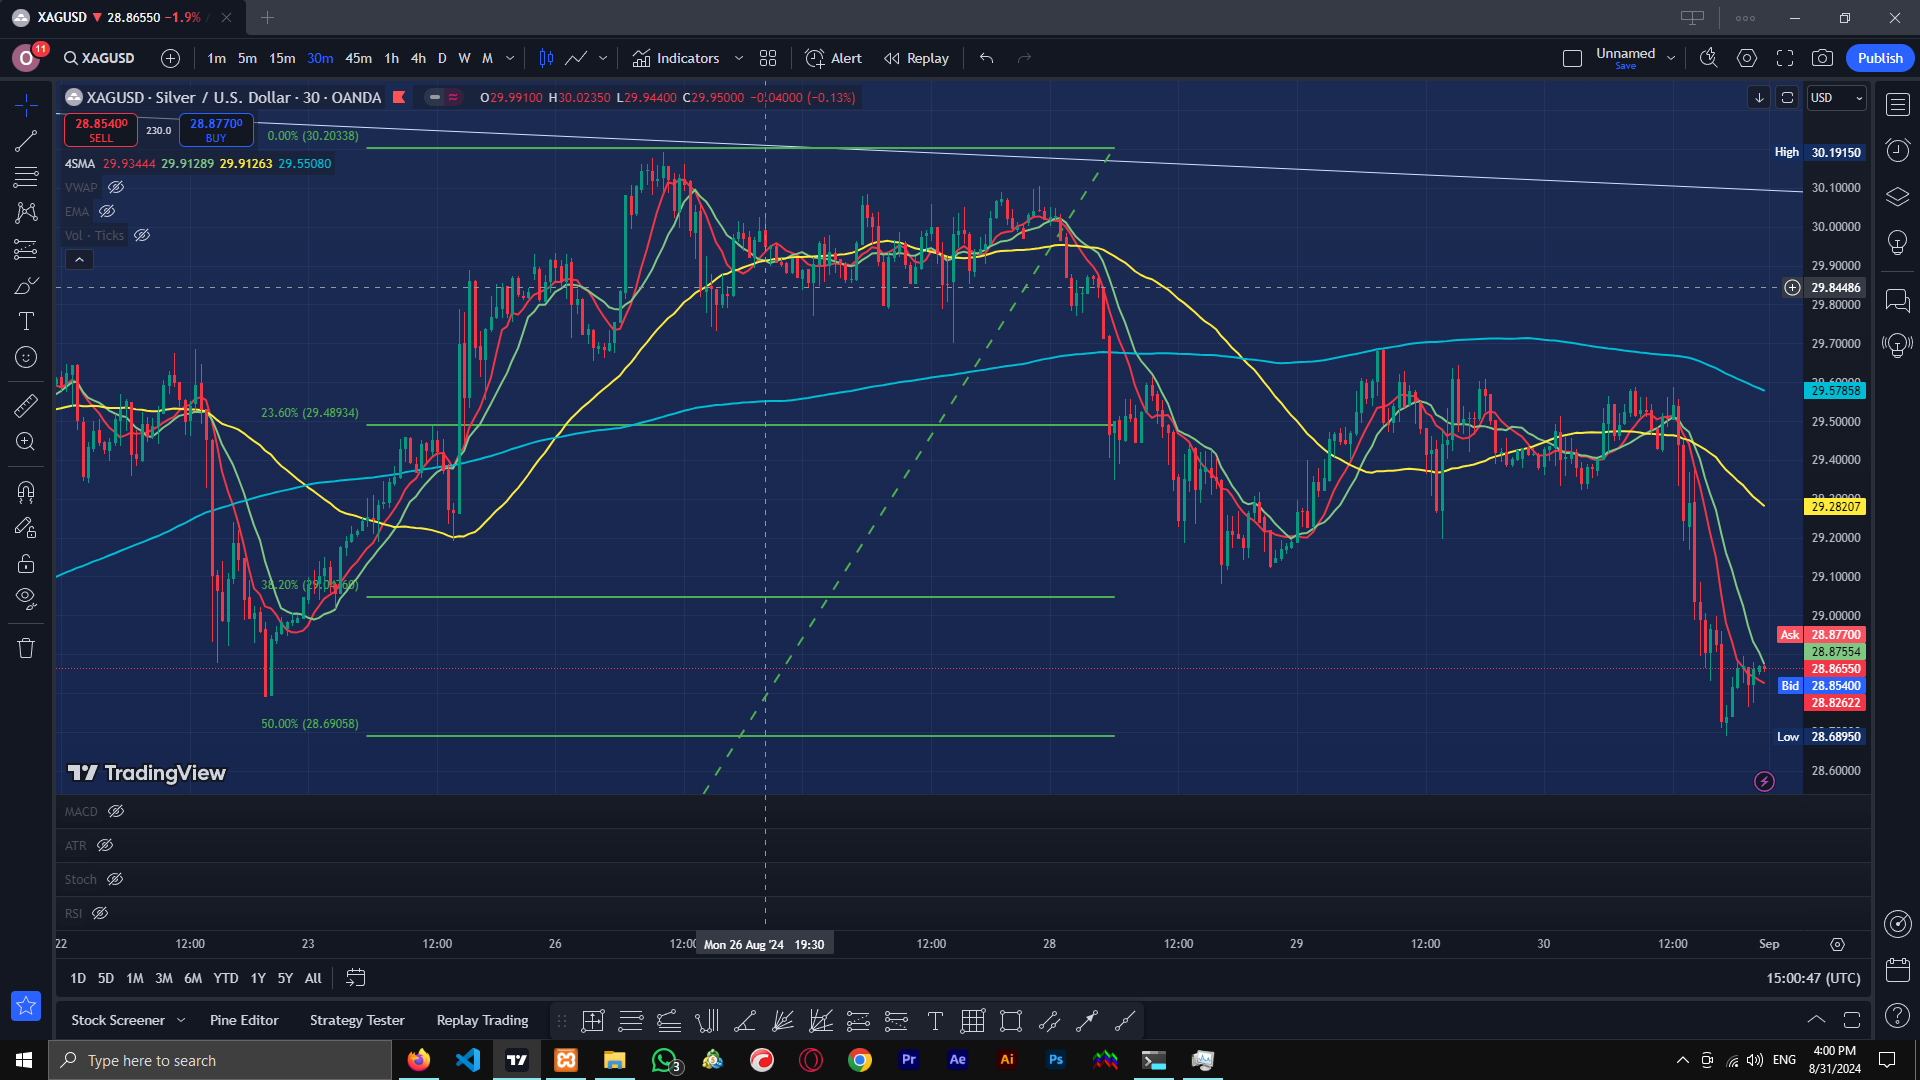 XAGUSD ▼ 28.86550 −1.9% /
O 11 XAGUSD 1m 5m 15m 30m 45m 1h 4h D W M Indicators Alert Replay Unnamed Save Publish
XAGUSD · Silver / U.S. Dollar · 30 · OANDA O29.99100 H30.02350 L29.94400 C29.95000 −0.04000 (−0.13%) USD
28.85400 SELL 230.0 28.87700 BUY
0.00% (30.20338)
4SMA 29.93444 29.91289 29.91263 29.55080
VWAP
EMA
Vol · Ticks
High 30.19150
30.10000
30.00000
29.90000
29.84486
29.80000
29.70000
29.57858
23.60% (29.48934)
29.50000
29.40000
29.28207
29.20000
29.10000
38.20% (29.04760)
29.00000
Ask 28.87700
28.87554
28.86550
Bid 28.85400
28.82622
50.00% (28.69058)
Low 28.68950
28.60000
TradingView
MACD
ATR
Stoch
RSI
22 12:00 23 12:00 26 12:00 Mon 26 Aug '24 19:30 12:00 28 12:00 29 12:00 30 12:00 Sep
1D 5D 1M 3M 6M YTD 1Y 5Y All 15:00:47 (UTC)
Stock Screener Pine Editor Strategy Tester Replay Trading
Type here to search 3 Pr Ae Ai Ps ENG 4:00 PM
8/31/2024